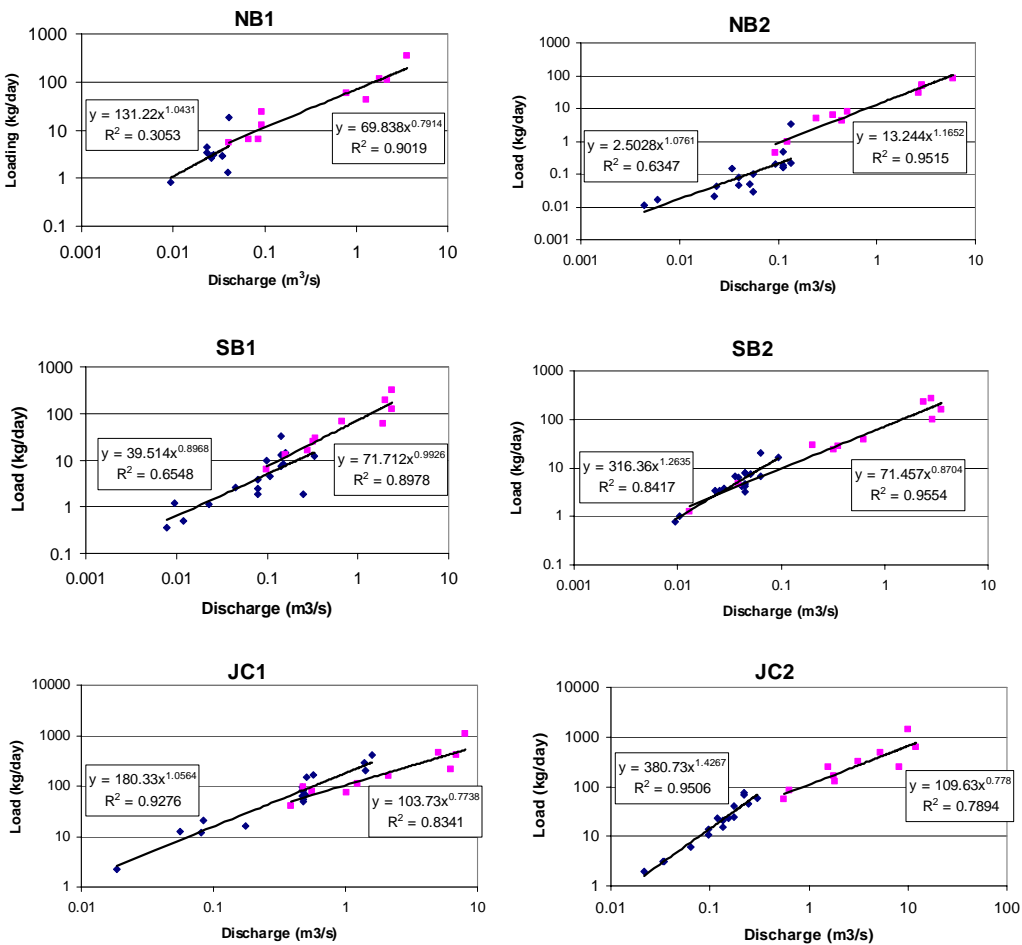 NB1
1000
100
10
1
0.1
0.001
0.01
0.1
1
10
Loading (kg/day)
Discharge (m³/s)
y = 131.22x^1.0431
R² = 0.3053
y = 69.838x^0.7914
R² = 0.9019
NB2
1000
100
10
1
0.1
0.01
0.001
0.001
0.01
0.1
1
10
Load (kg/day)
Discharge (m3/s)
y = 2.5028x^1.0761
R² = 0.6347
y = 13.244x^1.1652
R² = 0.9515
SB1
1000
100
10
1
0.1
0.001
0.01
0.1
1
10
Load (kg/day)
Discharge (m3/s)
y = 39.514x^0.8968
R² = 0.6548
y = 71.712x^0.9926
R² = 0.8978
SB2
1000
100
10
1
0.1
0.001
0.01
0.1
1
10
Load (kg/day)
Discharge (m3/s)
y = 316.36x^1.2635
R² = 0.8417
y = 71.457x^0.8704
R² = 0.9554
JC1
10000
1000
100
10
1
0.01
0.1
1
10
Load (kg/day)
Discharge (m3/s)
y = 180.33x^1.0564
R² = 0.9276
y = 103.73x^0.7738
R² = 0.8341
JC2
10000
1000
100
10
1
0.01
0.1
1
10
100
Load (kg/day)
Discharge (m3/s)
y = 380.73x^1.4267
R² = 0.9506
y = 109.63x^0.778
R² = 0.7894